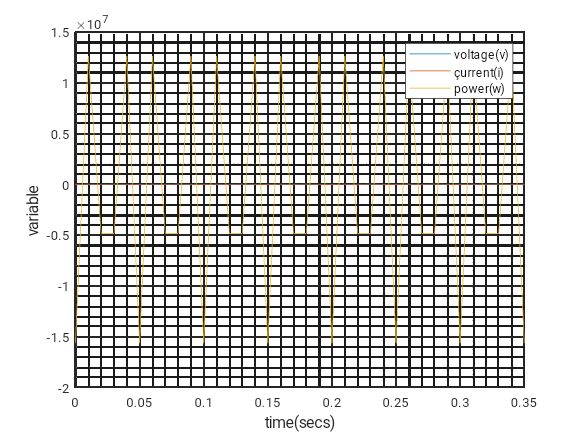 ×10⁷
1.5
1
0.5
0
-0.5
-1
-1.5
-2
variable
voltage(v)
current(i)
power(w)
0 0.05 0.1 0.15 0.2 0.25 0.3 0.35
time(secs)